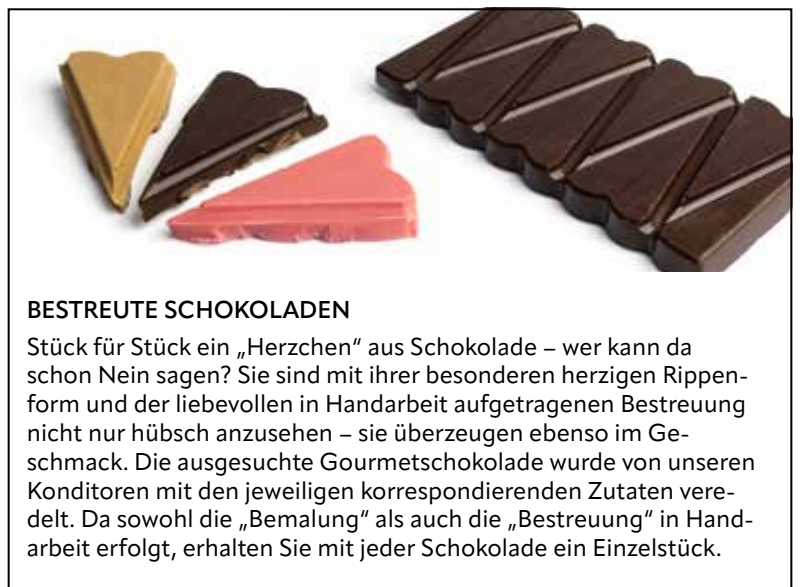 BESTREUTE SCHOKOLADEN
Stück für Stück ein „Herzchen“ aus Schokolade – wer kann da
schon Nein sagen? Sie sind mit ihrer besonderen herzigen Rippen-
form und der liebevollen in Handarbeit aufgetragenen Bestreuung
nicht nur hübsch anzusehen – sie überzeugen ebenso im Ge-
schmack. Die ausgesuchte Gourmetschokolade wurde von unseren
Konditoren mit den jeweiligen korrespondierenden Zutaten vere-
delt. Da sowohl die „Bemalung“ als auch die „Bestreuung“ in Hand-
arbeit erfolgt, erhalten Sie mit jeder Schokolade ein Einzelstück.